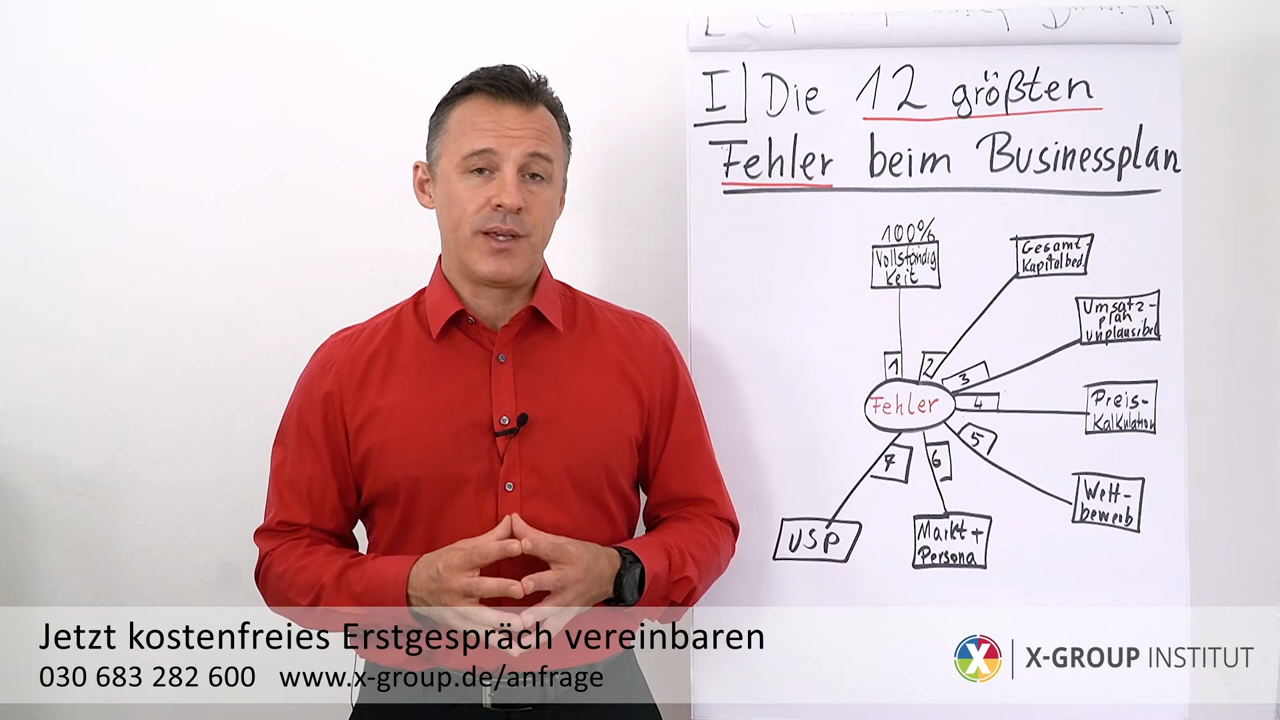 I Die 12 größten
Fehler beim Businessplan
100%
Vollständig
keit
Gesamt
Kapitalbed.
Umsatz-
plan
unplausibel
1
2
3
4
5
6
7
Fehler
Preis-
Kalkulation
Wett-
bewerb
USP
Markt +
Persona
Jetzt kostenfreies Erstgespräch vereinbaren
030 683 282 600 www.x-group.de/anfrage
X
X-GROUP INSTITUT